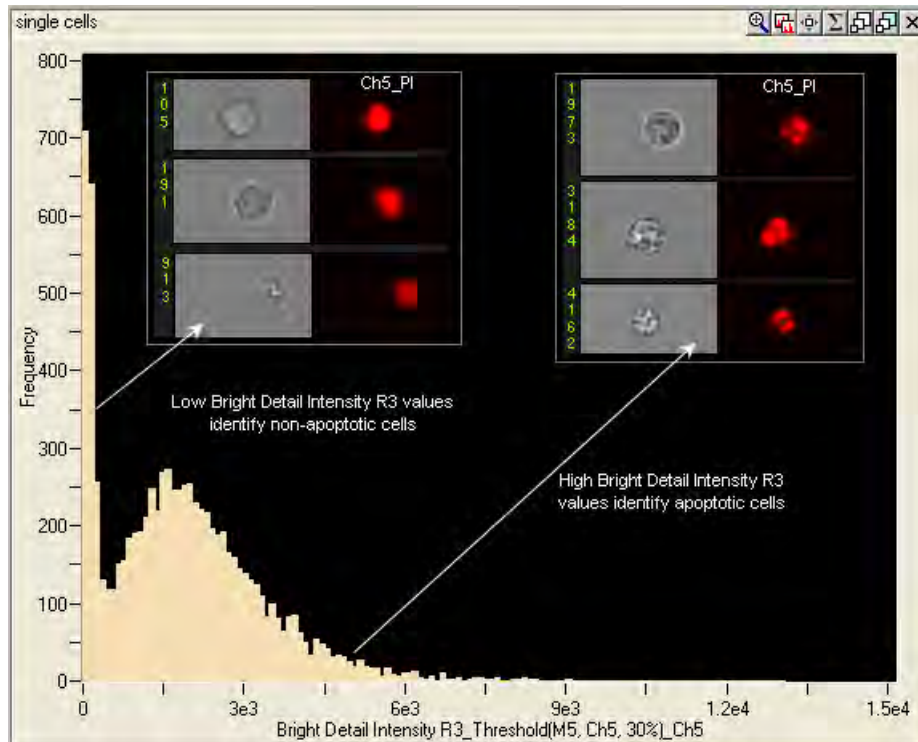 single cells
800
700
600
500
400
300
200
100
0
Frequency
Ch5_PI
105
191
913
Ch5_PI
1973
3184
4162
Low Bright Detail Intensity R3 values
identify non-apoptotic cells
High Bright Detail Intensity R3
values identify apoptotic cells
0
3e3
6e3
9e3
1.2e4
1.5e4
Bright Detail Intensity R3_Threshold(M5, Ch5, 30%)_Ch5